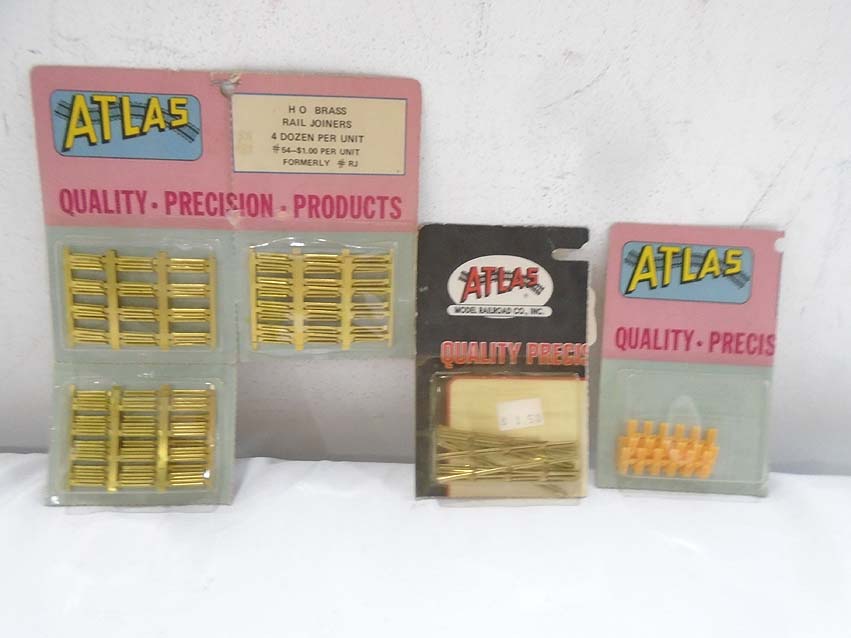 ATLAS
H O BRASS
RAIL JOINERS
4 DOZEN PER UNIT
#54—$1.00 PER UNIT
FORMERLY # RJ
QUALITY • PRECISION • PRODUCTS
ATLAS
MODEL RAILROAD CO., INC.
QUALITY PRECIS
ATLAS
QUALITY • PRECIS